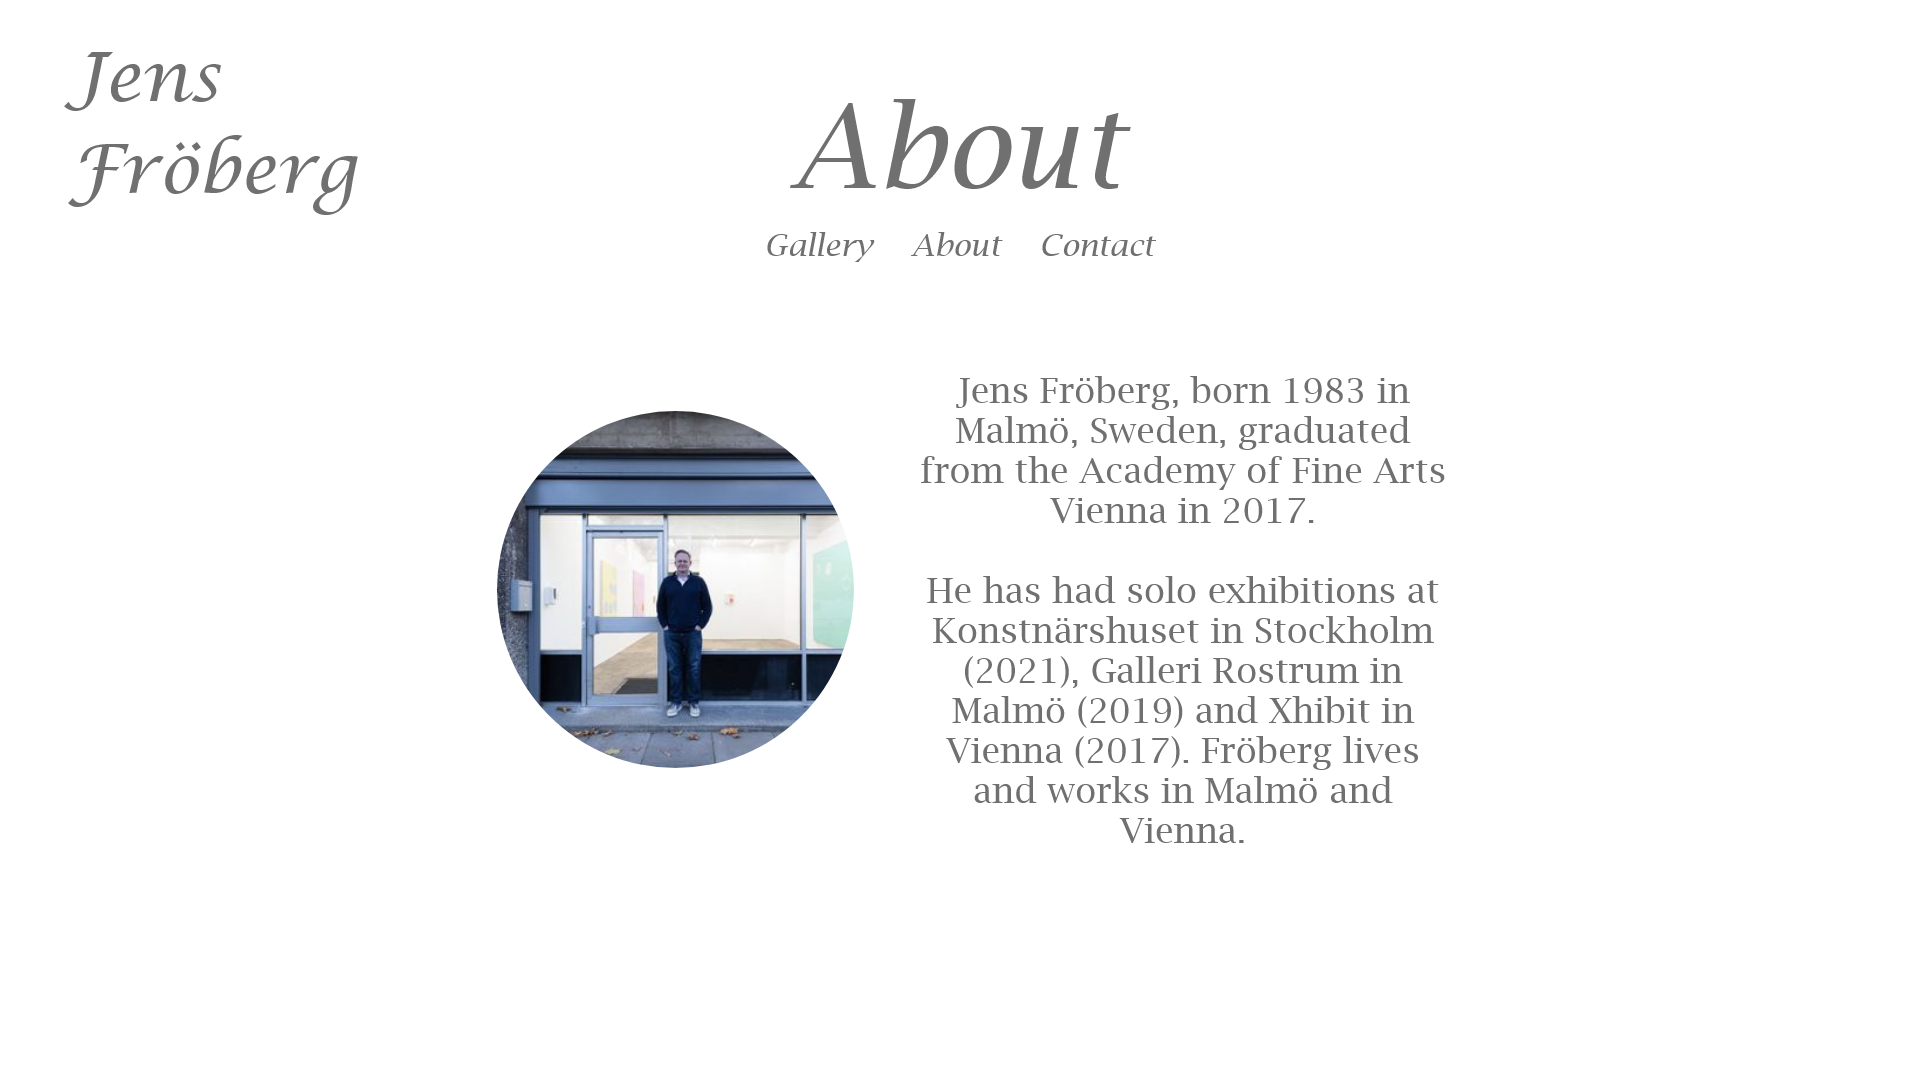 Jens
Fröberg
About
Gallery About Contact
Jens Fröberg, born 1983 in
Malmö, Sweden, graduated
from the Academy of Fine Arts
Vienna in 2017.
He has had solo exhibitions at
Konstnärshuset in Stockholm
(2021), Galleri Rostrum in
Malmö (2019) and Xhibit in
Vienna (2017). Fröberg lives
and works in Malmö and
Vienna.